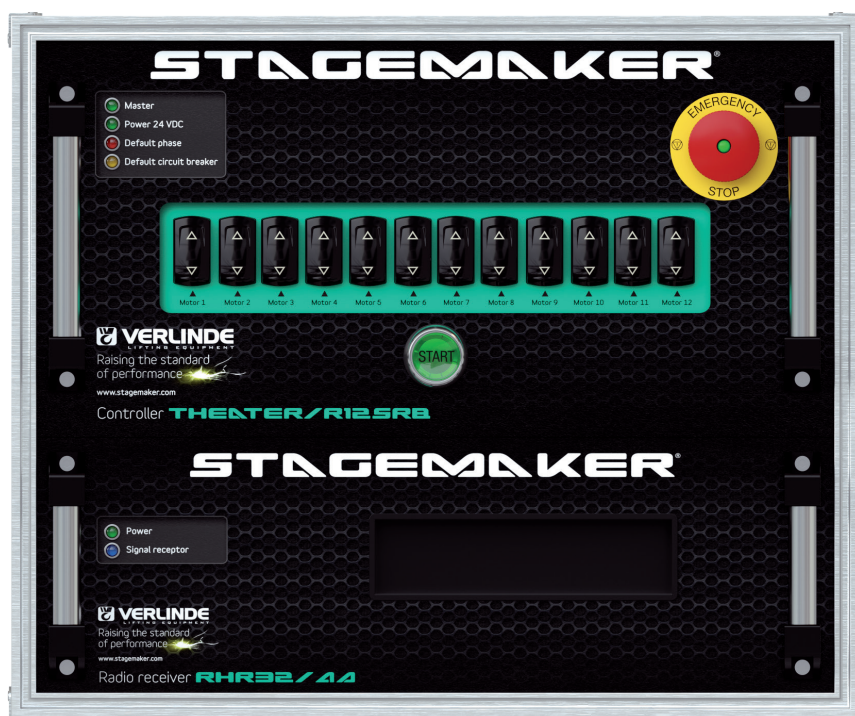 STAGEMAKER®
Master
Power 24 VDC
Default phase
Default circuit breaker
EMERGENCY
STOP
Motor 1 Motor 2 Motor 3 Motor 4 Motor 5 Motor 6 Motor 7 Motor 8 Motor 9 Motor 10 Motor 11 Motor 12
START
VERLINDE
LIFTING EQUIPMENT
Raising the standard
of performance
www.stagemaker.com
Controller THEATER/R12SRB
STAGEMAKER®
Power
Signal receptor
VERLINDE
LIFTING EQUIPMENT
Raising the standard
of performance
www.stagemaker.com
Radio receiver RHR32/AA